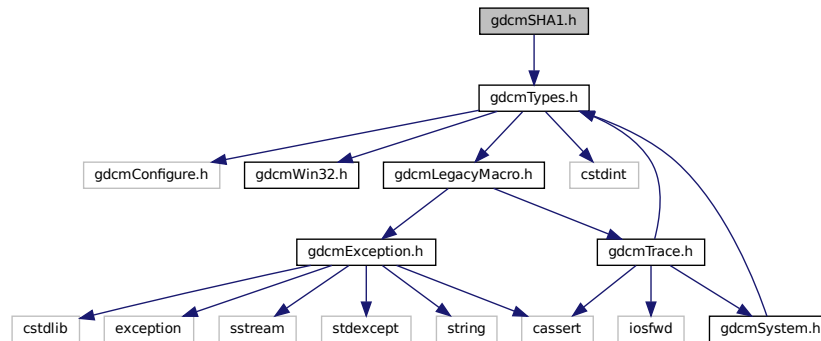 gdcmSHA1.h
gdcmTypes.h
gdcmConfigure.h
gdcmWin32.h
gdcmLegacyMacro.h
cstdint
gdcmException.h
gdcmTrace.h
cstdlib
exception
sstream
stdexcept
string
cassert
iosfwd
gdcmSystem.h